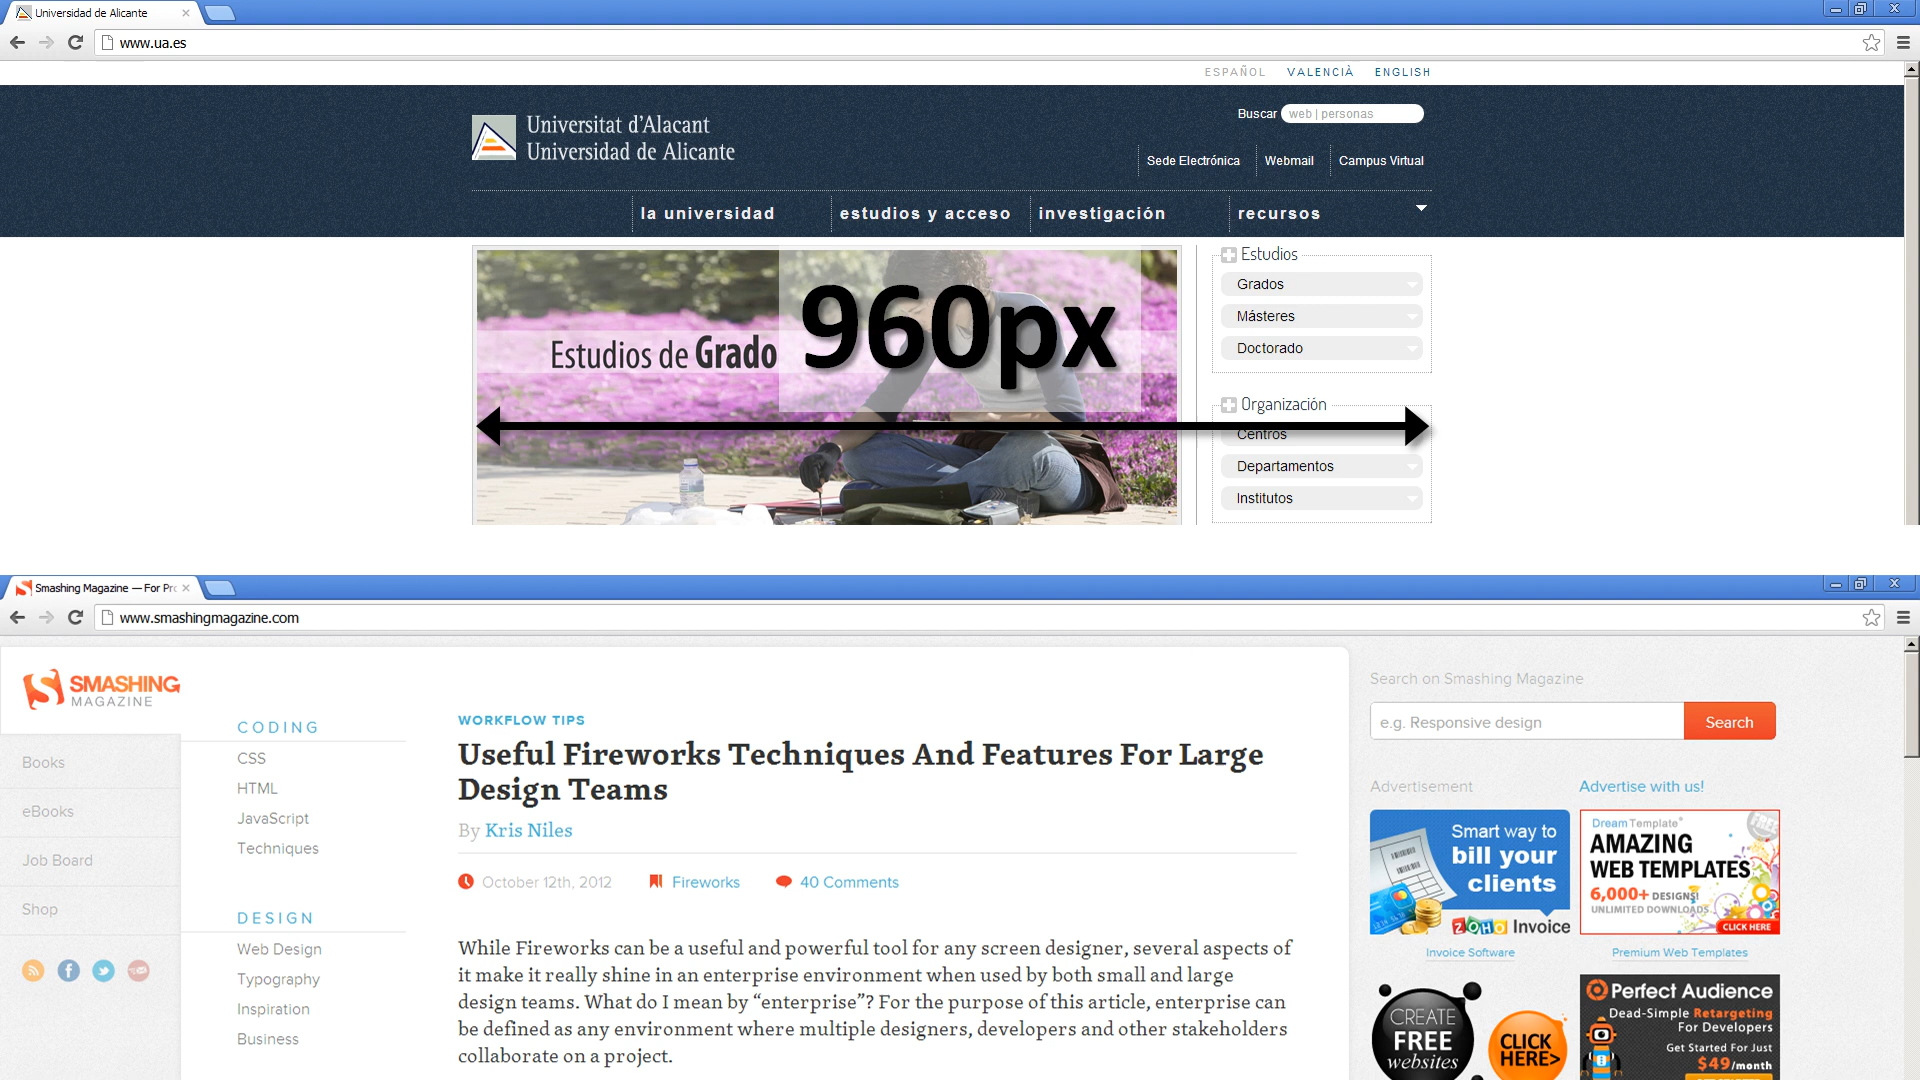 Universidad de Alicante
www.ua.es
ESPAÑOL VALENCIÀ ENGLISH
Universitat d'Alacant
Universidad de Alicante
Buscar web | personas
Sede Electrónica Webmail Campus Virtual
la universidad estudios y acceso investigación recursos
Estudios de Grado
960px
Estudios
Grados
Másteres
Doctorado
Organización
Centros
Departamentos
Institutos
Smashing Magazine — For Pro
www.smashingmagazine.com
SMASHING
MAGAZINE
Books
eBooks
Job Board
Shop
CODING
CSS
HTML
JavaScript
Techniques
DESIGN
Web Design
Typography
Inspiration
Business
WORKFLOW TIPS
Useful Fireworks Techniques And Features For Large
Design Teams
By Kris Niles
October 12th, 2012 Fireworks 40 Comments
While Fireworks can be a useful and powerful tool for any screen designer, several aspects of
it make it really shine in an enterprise environment when used by both small and large
design teams. What do I mean by “enterprise”? For the purpose of this article, enterprise can
be defined as any environment where multiple designers, developers and other stakeholders
collaborate on a project.
Search on Smashing Magazine
e.g. Responsive design Search
Advertisement Advertise with us!
Smart way to
bill your
clients
ZOHO Invoice
Invoice Software
DreamTemplate
FREE
AMAZING
WEB TEMPLATES
6,000+ DESIGNS!
UNLIMITED DOWNLOADS
CLICK HERE
Premium Web Templates
CREATE
FREE
websites
CLICK
HERE>
Perfect Audience
Dead-Simple Retargeting
For Developers
Get Started For Just
$49/month